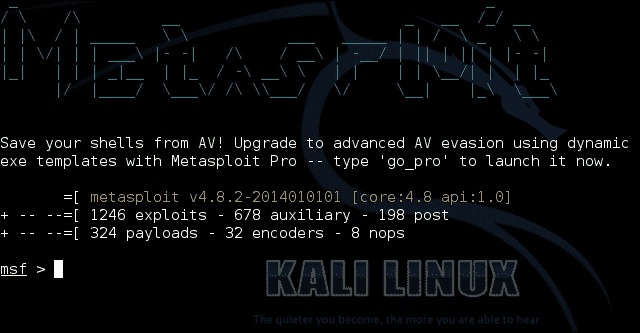 Metasploit
Save your shells from AV! Upgrade to advanced AV evasion using dynamic
exe templates with Metasploit Pro -- type 'go_pro' to launch it now.
=[ metasploit v4.8.2-2014010101 [core:4.8 api:1.0]
+ -- --=[ 1246 exploits - 678 auxiliary - 198 post
+ -- --=[ 324 payloads - 32 encoders - 8 nops
msf >
KALI LINUX
The quieter you become, the more you are able to hear